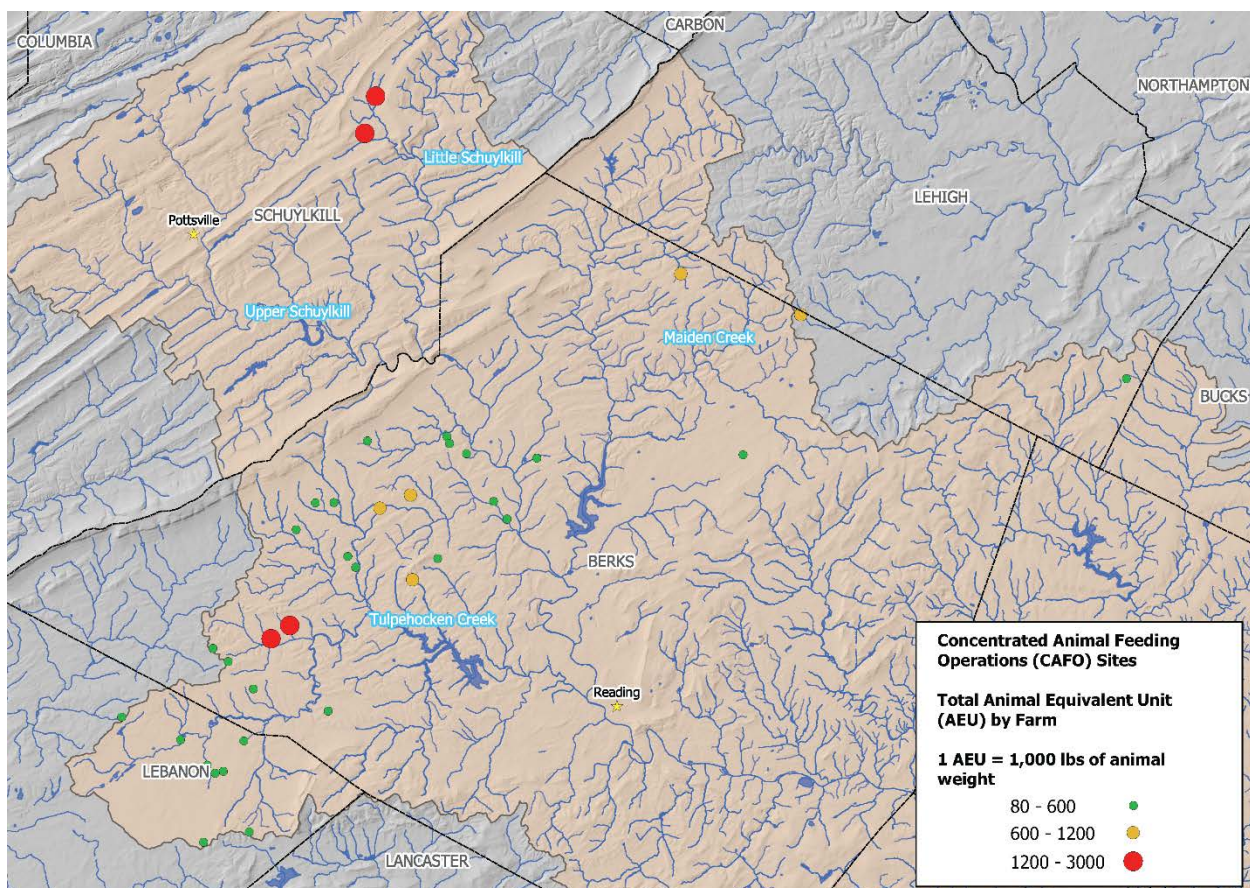 COLUMBIA
CARBON
NORTHAMPTON
Little Schuylkill
LEHIGH
Pottsville
SCHUYLKILL
Upper Schuylkill
Maiden Creek
BUCKS
BERKS
Tulpehocken Creek
Reading
LEBANON
LANCASTER
Concentrated Animal Feeding
Operations (CAFO) Sites
Total Animal Equivalent Unit
(AEU) by Farm
1 AEU = 1,000 lbs of animal
weight
80 - 600
600 - 1200
1200 - 3000